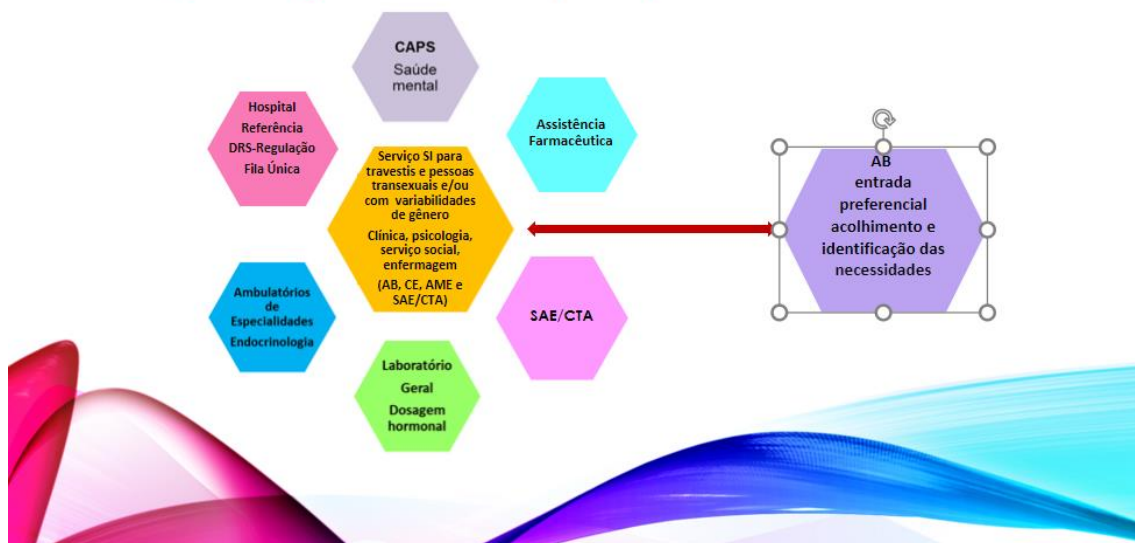 CAPS
Saúde
mental
Hospital
Referência
DRS-Regulação
Fila Única
Assistência
Farmacêutica
Serviço SI para
travestis e pessoas
transexuais e/ou
com variabilidades
de gênero
Clínica, psicologia,
serviço social,
enfermagem
(AB, CE, AME e
SAE/CTA)
AB
entrada
preferencial
acolhimento e
identificação das
necessidades
Ambulatórios
de
Especialidades
Endocrinologia
SAE/CTA
Laboratório
Geral
Dosagem
hormonal